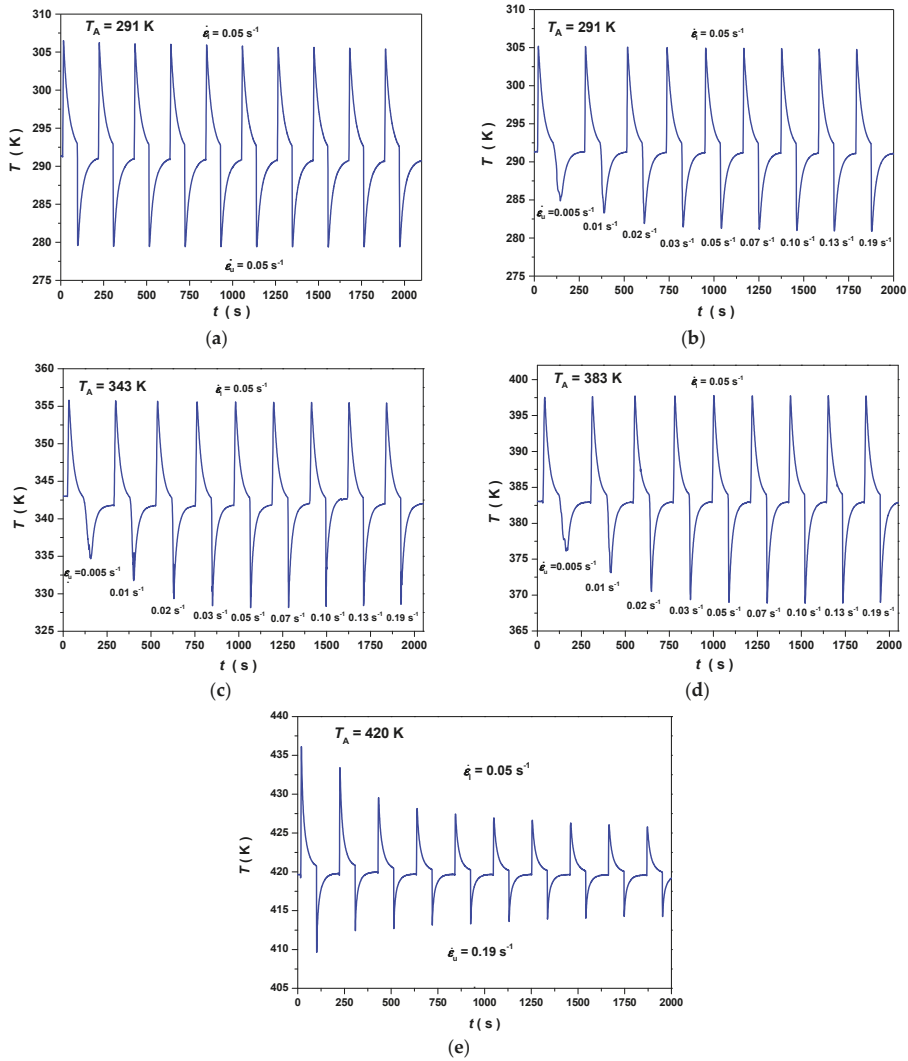 T_A = 291 K
ε̇_l = 0.05 s⁻¹
ε̇_u = 0.05 s⁻¹
310
305
300
295
290
285
280
275
T ( K )
0 250 500 750 1000 1250 1500 1750 2000
t ( s )
(a)
T_A = 291 K
ε̇_l = 0.05 s⁻¹
ε̇_u = 0.005 s⁻¹
0.01 s⁻¹
0.02 s⁻¹
0.03 s⁻¹
0.05 s⁻¹
0.07 s⁻¹
0.10 s⁻¹
0.13 s⁻¹
0.19 s⁻¹
310
305
300
295
290
285
280
275
T ( K )
0 250 500 750 1000 1250 1500 1750 2000
t ( s )
(b)
T_A = 343 K
ε̇_l = 0.05 s⁻¹
ε̇_u = 0.005 s⁻¹
0.01 s⁻¹
0.02 s⁻¹
0.03 s⁻¹
0.05 s⁻¹
0.07 s⁻¹
0.10 s⁻¹
0.13 s⁻¹
0.19 s⁻¹
360
355
350
345
340
335
330
325
T ( K )
0 250 500 750 1000 1250 1500 1750 2000
t ( s )
(c)
T_A = 383 K
ε̇_l = 0.05 s⁻¹
ε̇_u = 0.005 s⁻¹
0.01 s⁻¹
0.02 s⁻¹
0.03 s⁻¹
0.05 s⁻¹
0.07 s⁻¹
0.10 s⁻¹
0.13 s⁻¹
0.19 s⁻¹
400
395
390
385
380
375
370
365
T ( K )
0 250 500 750 1000 1250 1500 1750 2000
t ( s )
(d)
T_A = 420 K
ε̇_l = 0.05 s⁻¹
ε̇_u = 0.19 s⁻¹
440
435
430
425
420
415
410
405
T ( K )
0 250 500 750 1000 1250 1500 1750 2000
t ( s )
(e)